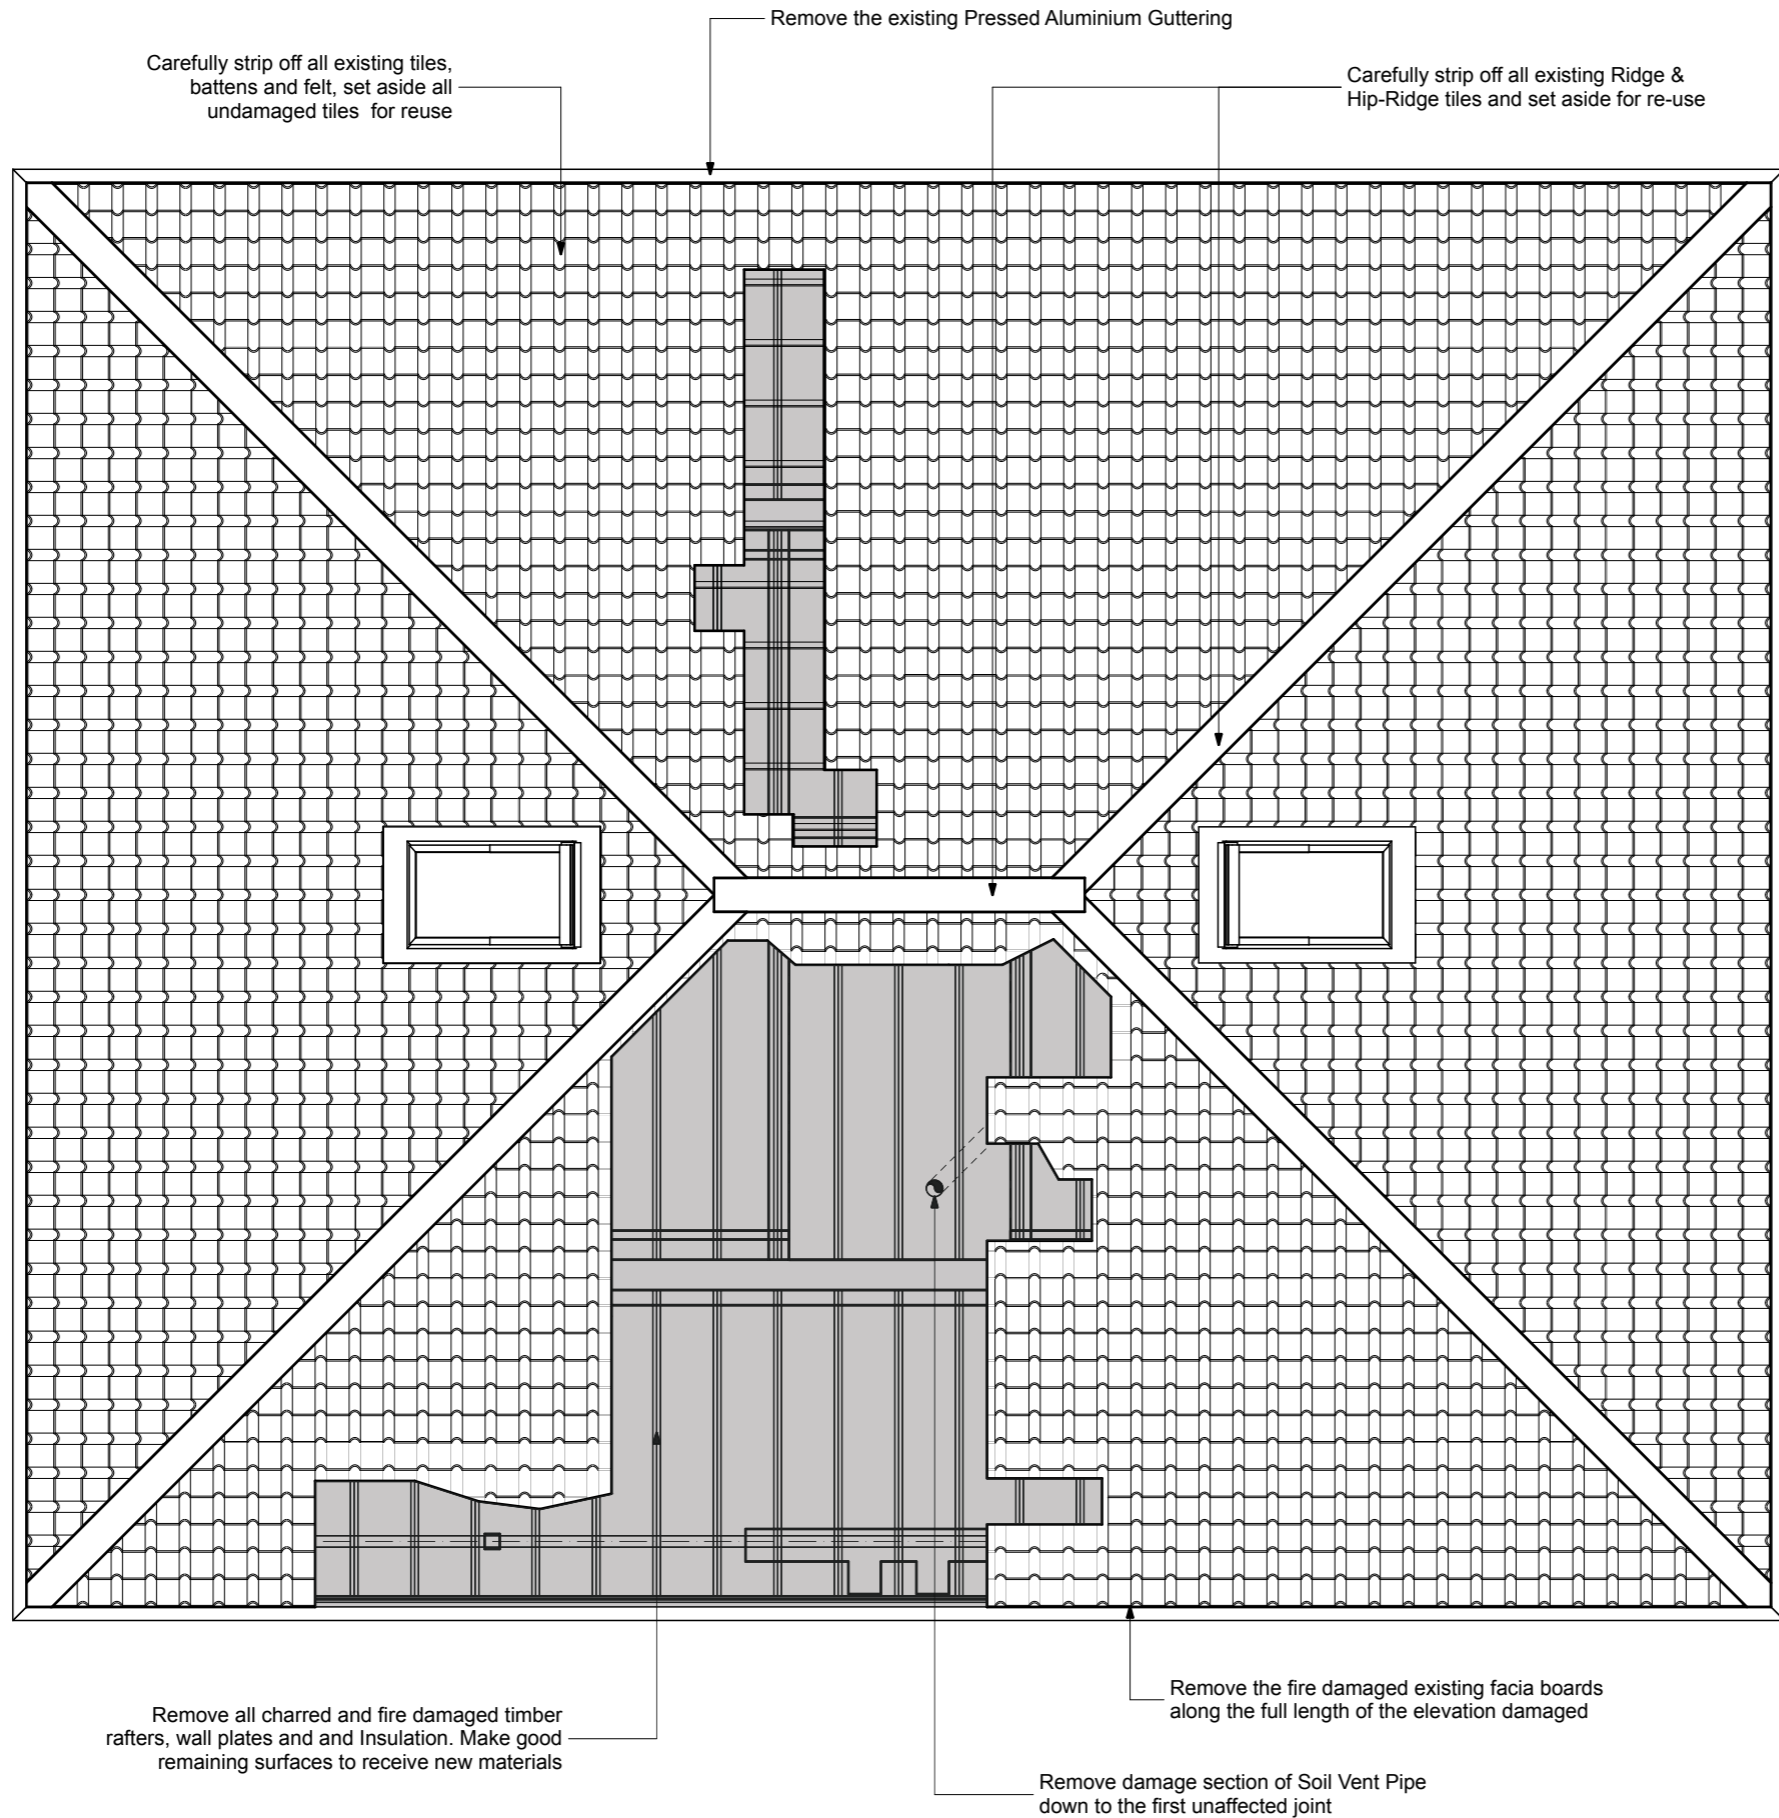 Remove the existing Pressed Aluminium Guttering
Carefully strip off all existing tiles,
battens and felt, set aside all
undamaged tiles for reuse
Carefully strip off all existing Ridge &
Hip-Ridge tiles and set aside for re-use
Remove all charred and fire damaged timber
rafters, wall plates and and Insulation. Make good
remaining surfaces to receive new materials
Remove the fire damaged existing facia boards
along the full length of the elevation damaged
Remove damage section of Soil Vent Pipe
down to the first unaffected joint